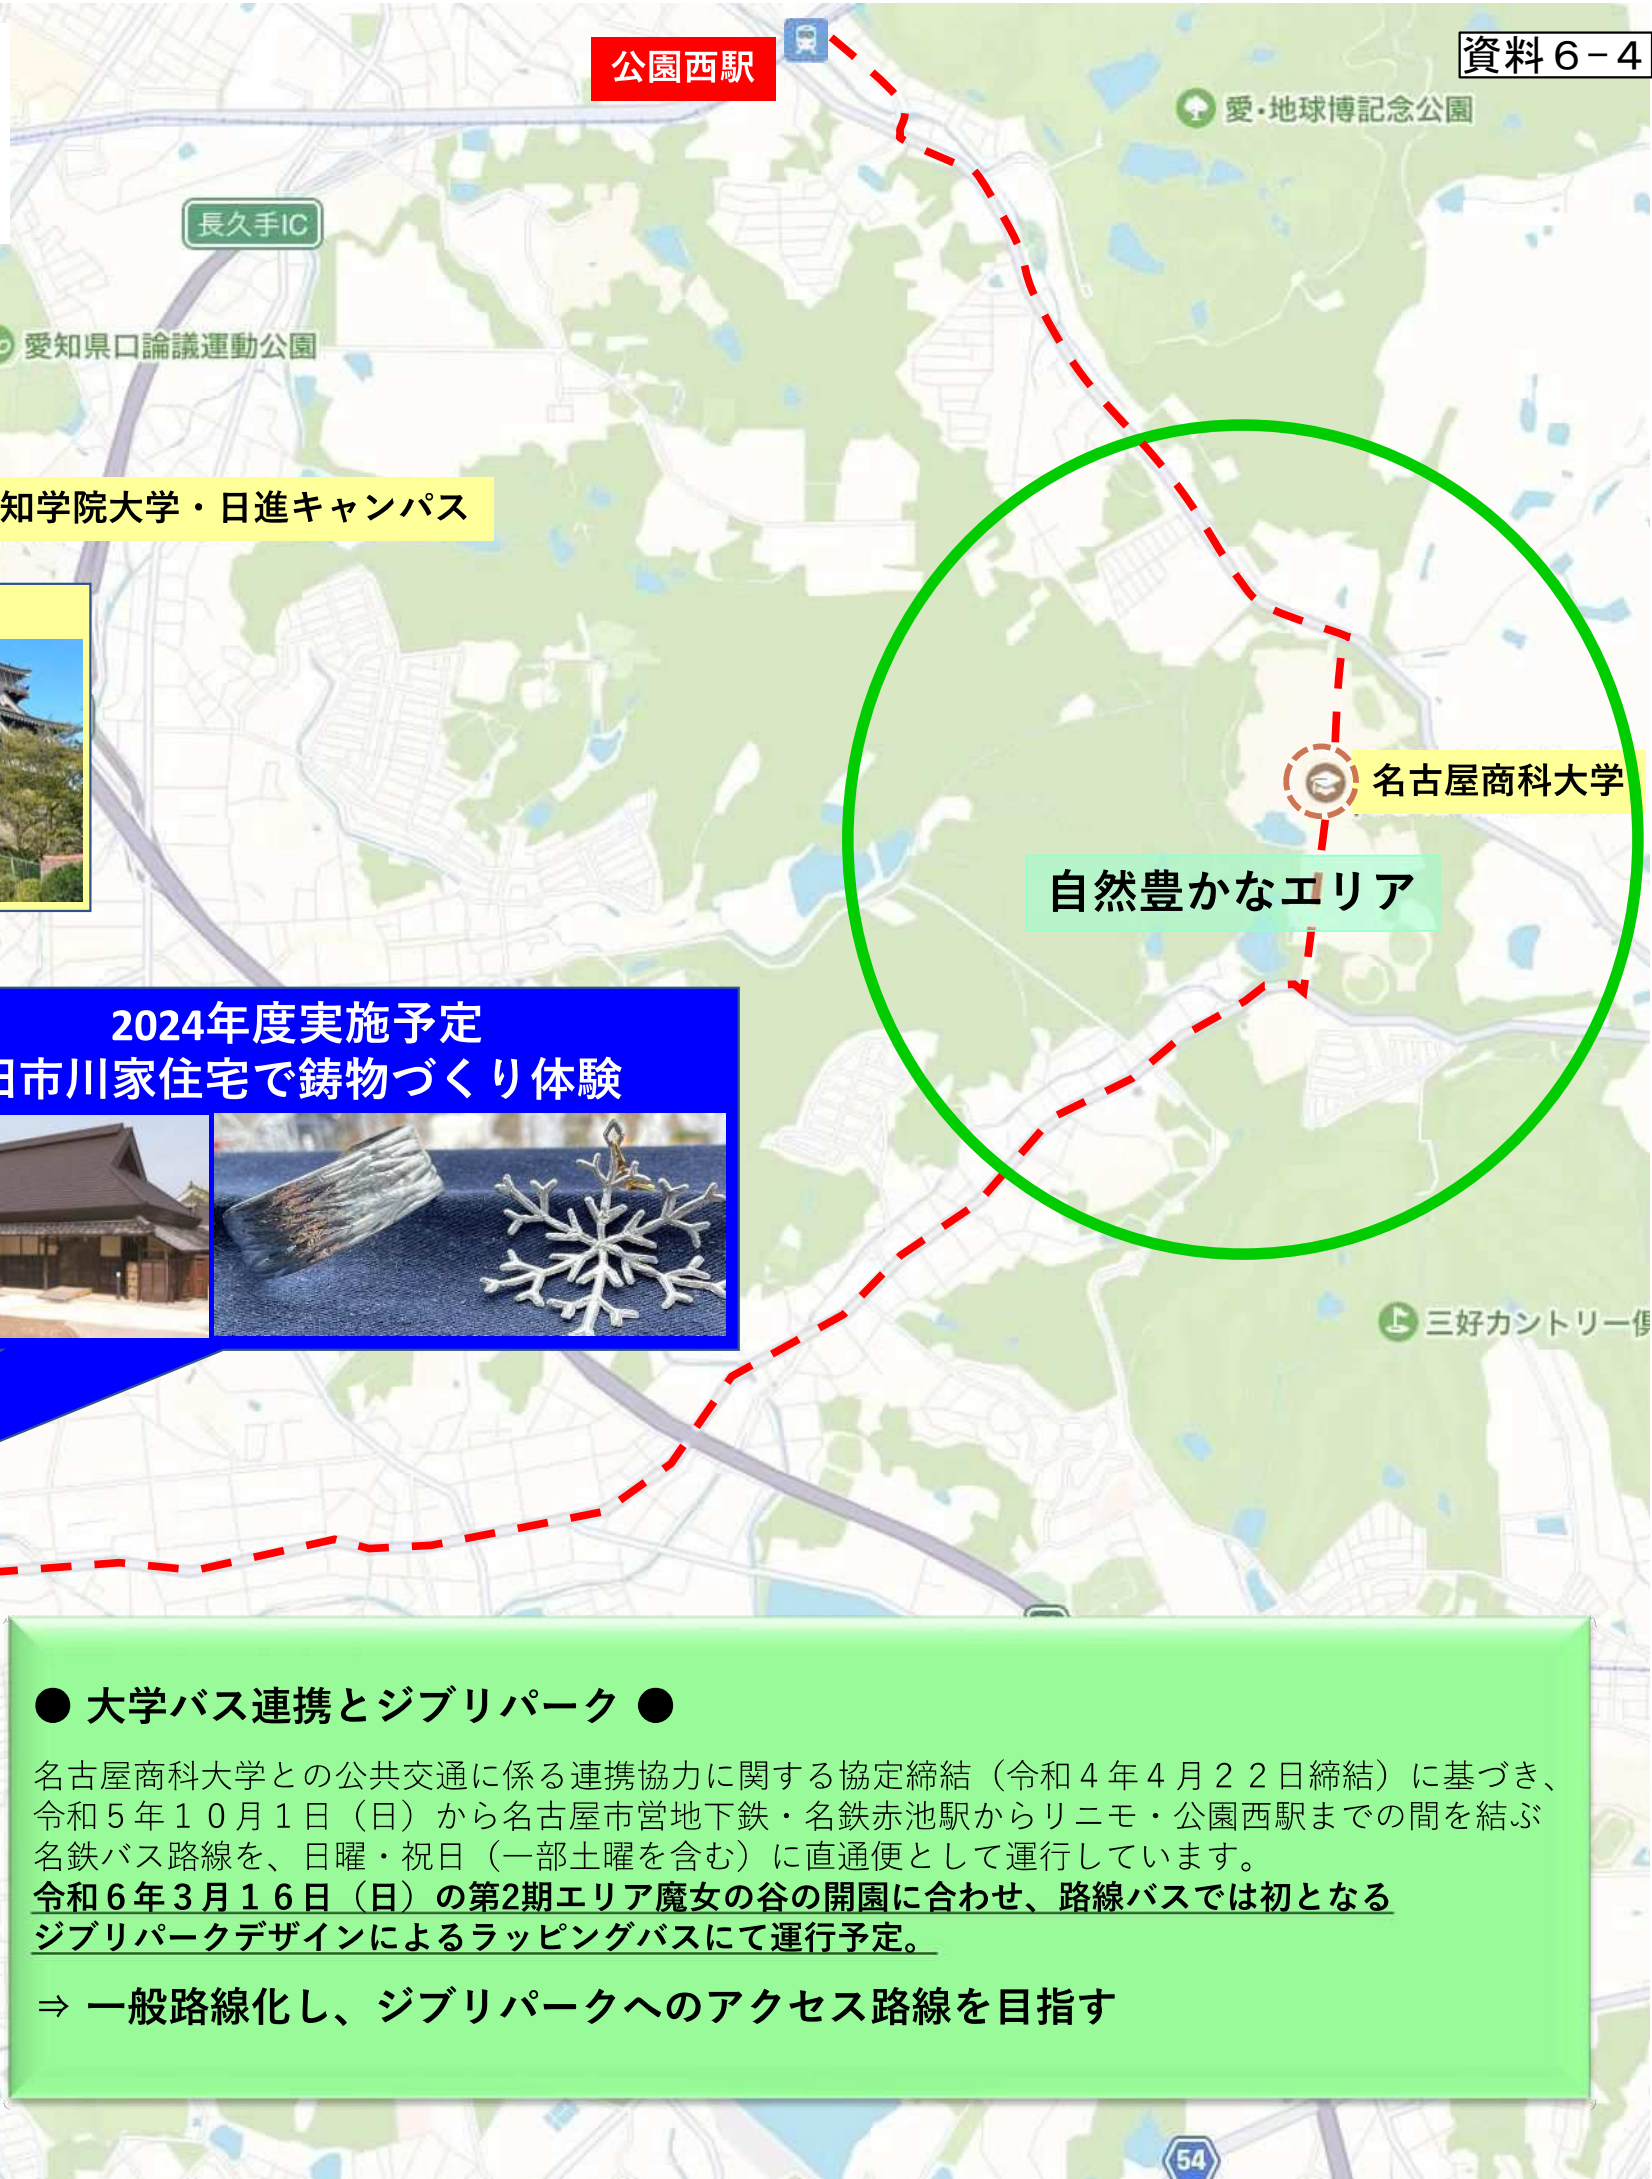 資料６−４
公園西駅
愛・地球博記念公園
長久手IC
愛知県口論議運動公園
知学院大学・日進キャンパス
名古屋商科大学
自然豊かなエリア
2024年度実施予定
田市川家住宅で鋳物づくり体験
三好カントリー倶
● 大学バス連携とジブリパーク ●
名古屋商科大学との公共交通に係る連携協力に関する協定締結（令和４年４月２２日締結）に基づき、
令和５年１０月１日（日）から名古屋市営地下鉄・名鉄赤池駅からリニモ・公園西駅までの間を結ぶ
名鉄バス路線を、日曜・祝日（一部土曜を含む）に直通便として運行しています。
令和６年３月１６日（日）の第2期エリア魔女の谷の開園に合わせ、路線バスでは初となる
ジブリパークデザインによるラッピングバスにて運行予定。
⇒ 一般路線化し、ジブリパークへのアクセス路線を目指す
54